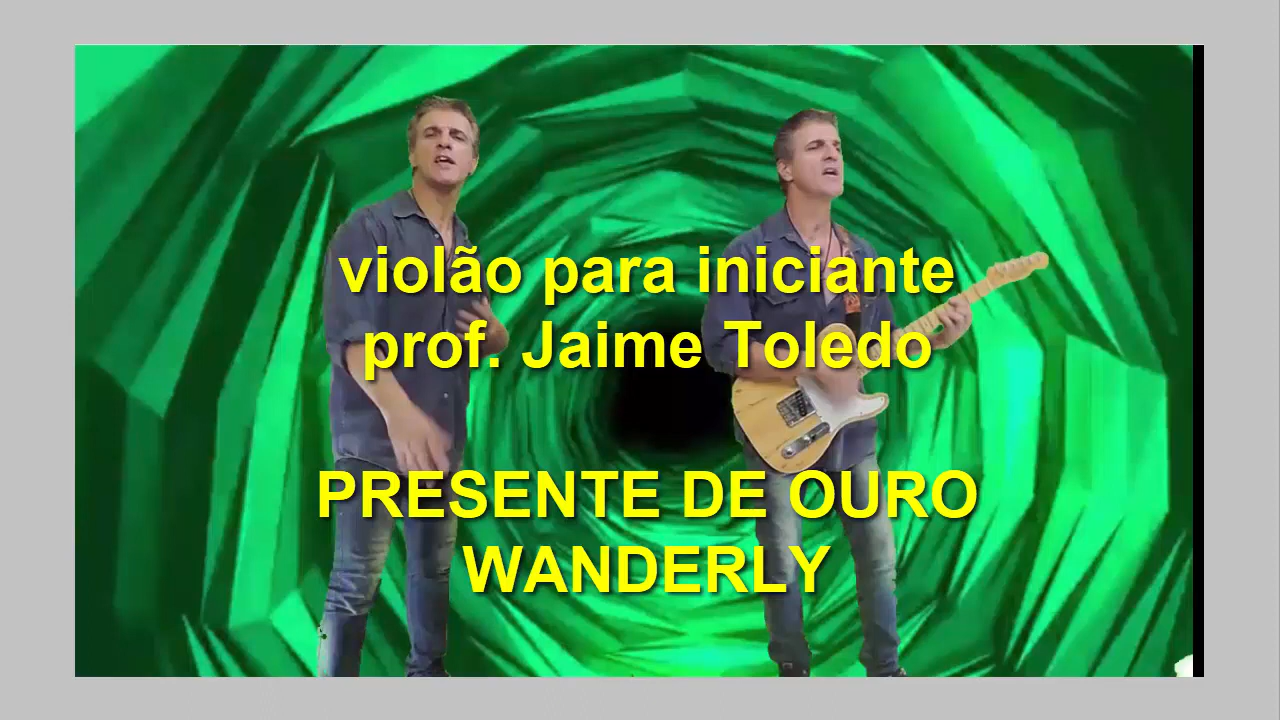 violão para iniciante
prof. Jaime Toledo
PRESENTE DE OURO
WANDERLY